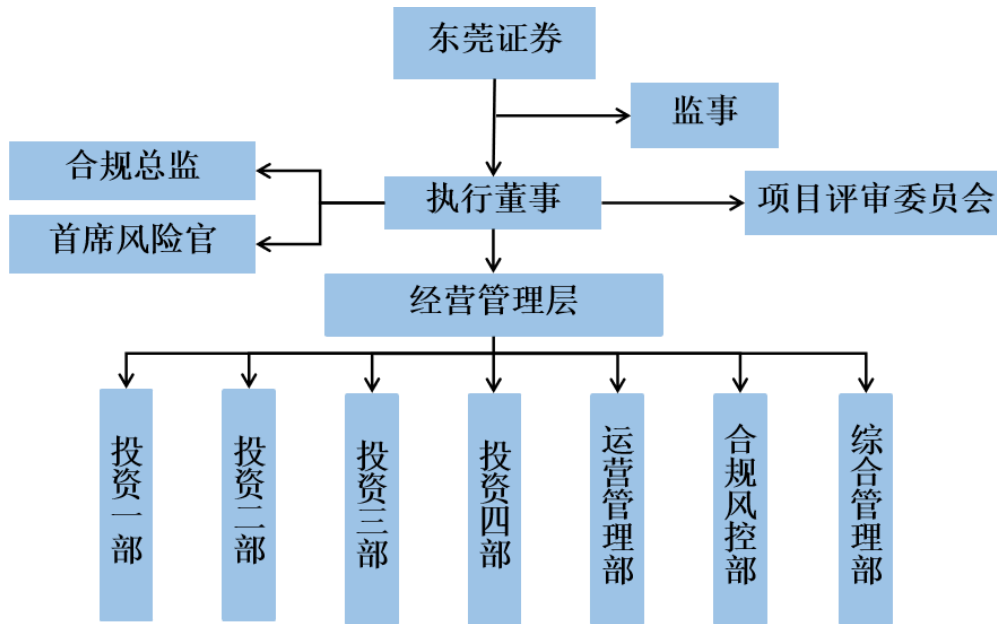 东莞证券
监事
合规总监
执行董事
项目评审委员会
首席风险官
经营管理层
投资一部
投资二部
投资三部
投资四部
运营管理部
合规风控部
综合管理部